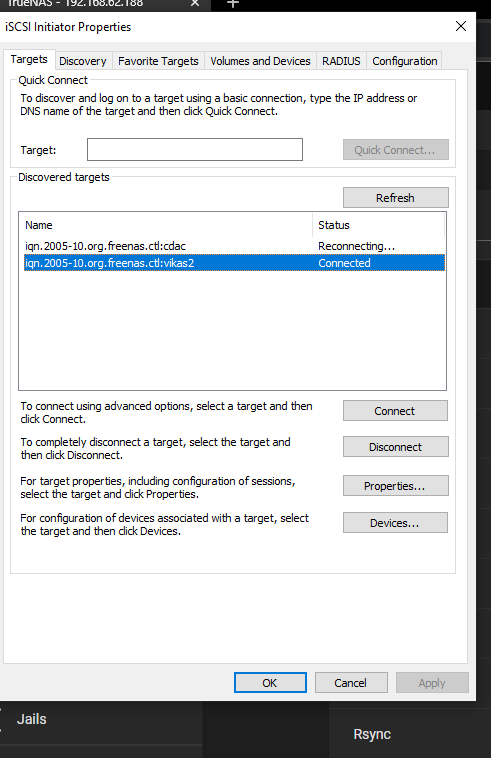 TrueNAS - 192.168.62.188
iSCSI Initiator Properties
Targets Discovery Favorite Targets Volumes and Devices RADIUS Configuration
Quick Connect
To discover and log on to a target using a basic connection, type the IP address or
DNS name of the target and then click Quick Connect.
Target: Quick Connect...
Discovered targets
Refresh
Name Status
iqn.2005-10.org.freenas.ctl:cdac Reconnecting...
iqn.2005-10.org.freenas.ctl:vikas2 Connected
To connect using advanced options, select a target and then
click Connect.
Connect
To completely disconnect a target, select the target and
then click Disconnect.
Disconnect
For target properties, including configuration of sessions,
select the target and click Properties.
Properties...
For configuration of devices associated with a target, select
the target and then click Devices.
Devices...
OK Cancel Apply
Jails
Rsync